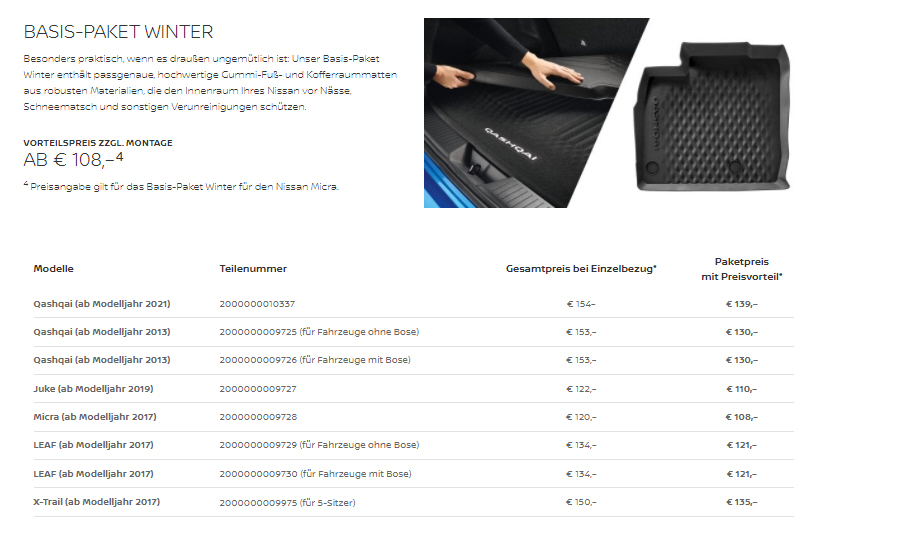 BASIS-PAKET WINTER
Besonders praktisch, wenn es draußen ungemütlich ist: Unser Basis-Paket
Winter enthält passgenaue, hochwertige Gummi-Fuß- und Kofferraummatten
aus robusten Materialien, die den Innenraum Ihres Nissan vor Nässe,
Schneematsch und sonstigen Verunreinigungen schützen.
VORTEILSPREIS ZZGL. MONTAGE
AB € 108,–⁴
⁴ Preisangabe gilt für das Basis-Paket Winter für den Nissan Micra.
QASHQAI
Modelle Teilenummer Gesamtpreis bei Einzelbezug* Paketpreis
mit Preisvorteil*
Qashqai (ab Modelljahr 2021) 2000000010337 € 154– € 139,–
Qashqai (ab Modelljahr 2013) 2000000009725 (für Fahrzeuge ohne Bose) € 153,– € 130,–
Qashqai (ab Modelljahr 2013) 2000000009726 (für Fahrzeuge mit Bose) € 153,– € 130,–
Juke (ab Modelljahr 2019) 2000000009727 € 122,– € 110,–
Micra (ab Modelljahr 2017) 2000000009728 € 120,– € 108,–
LEAF (ab Modelljahr 2017) 2000000009729 (für Fahrzeuge ohne Bose) € 134,– € 121,–
LEAF (ab Modelljahr 2017) 2000000009730 (für Fahrzeuge mit Bose) € 134,– € 121,–
X-Trail (ab Modelljahr 2017) 2000000009975 (für 5-Sitzer) € 150,– € 135,–